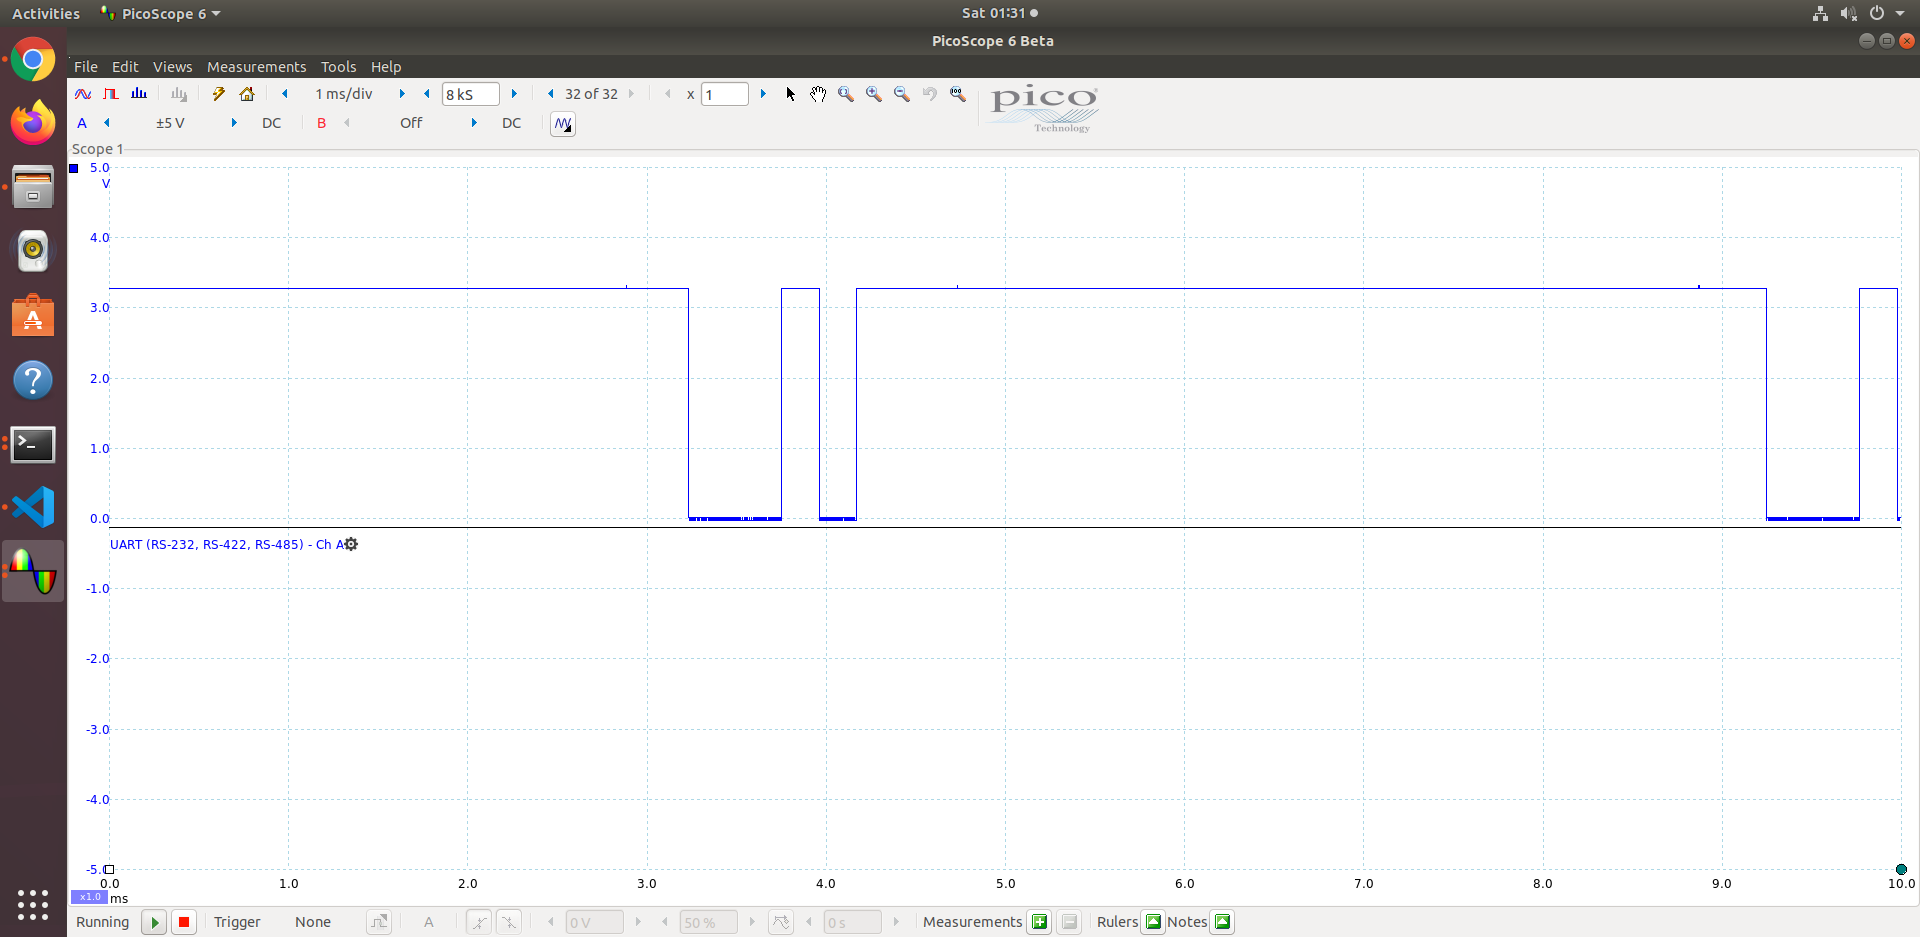 Activities PicoScope 6 Sat 01:31
PicoScope 6 Beta
File Edit Views Measurements Tools Help
1 ms/div 8 kS 32 of 32 x 1
pico
Technology
A ±5 V DC B Off DC
Scope 1
5.0
V
4.0
3.0
2.0
1.0
0.0
UART (RS-232, RS-422, RS-485) - Ch A
-1.0
-2.0
-3.0
-4.0
-5.0
0.0 1.0 2.0 3.0 4.0 5.0 6.0 7.0 8.0 9.0 10.0
x1.0 ms
Running Trigger None A 0 V 50 % 0 s Measurements Rulers Notes